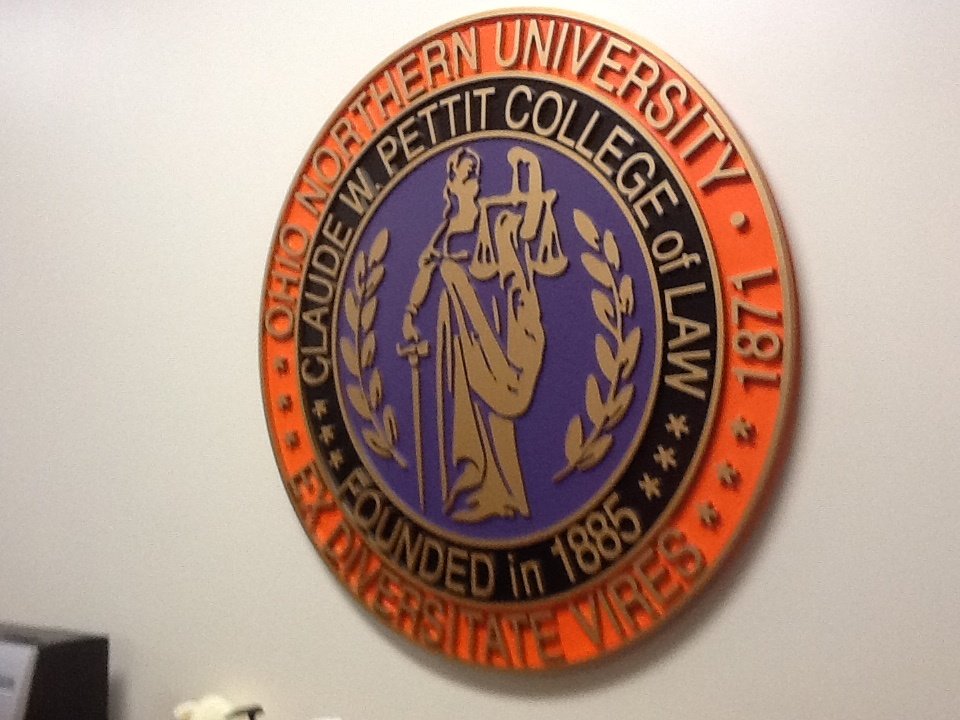 OHIO NORTHERN UNIVERSITY • 1871
EX DIVERSITATE VIRES
CLAUDE W. PETTIT COLLEGE of LAW
FOUNDED in 1885